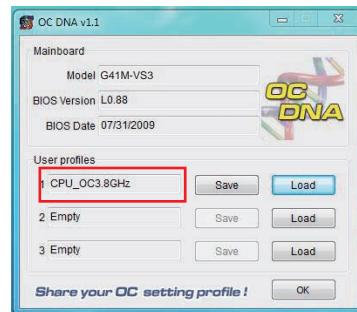 OC DNA v1.1
Mainboard
Model G41M-VS3
BIOS Version L0.88
BIOS Date 07/31/2009
OC
DNA
User profiles
1 CPU_OC3.8GHz Save Load
2 Empty Save Load
3 Empty Save Load
Share your OC setting profile! OK